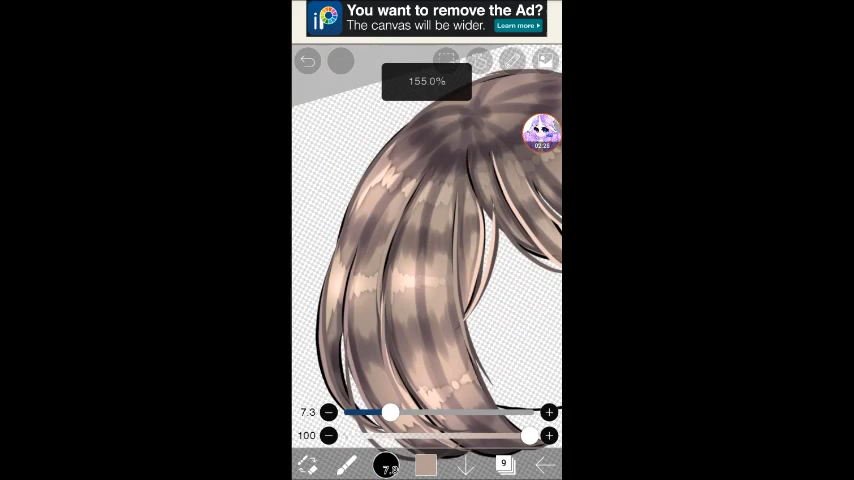 You want to remove the Ad?
iP
The canvas will be wider.
Learn more
155.0%
02:25
7.3
100
7.3
9